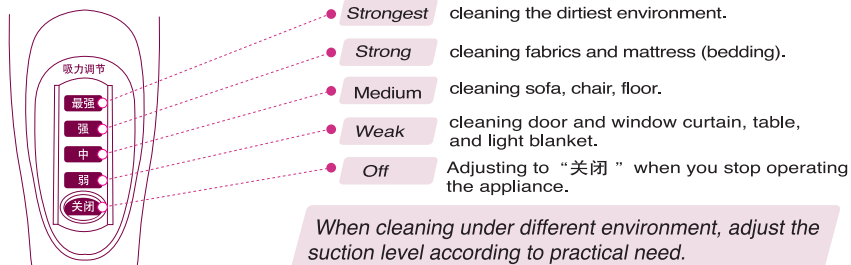 吸力调节
最强
强
中
弱
关闭
Strongest cleaning the dirtiest environment.
Strong cleaning fabrics and mattress (bedding).
Medium cleaning sofa, chair, floor.
Weak cleaning door and window curtain, table,
and light blanket.
Off Adjusting to “关闭 ” when you stop operating
the appliance.
When cleaning under different environment, adjust the
suction level according to practical need.